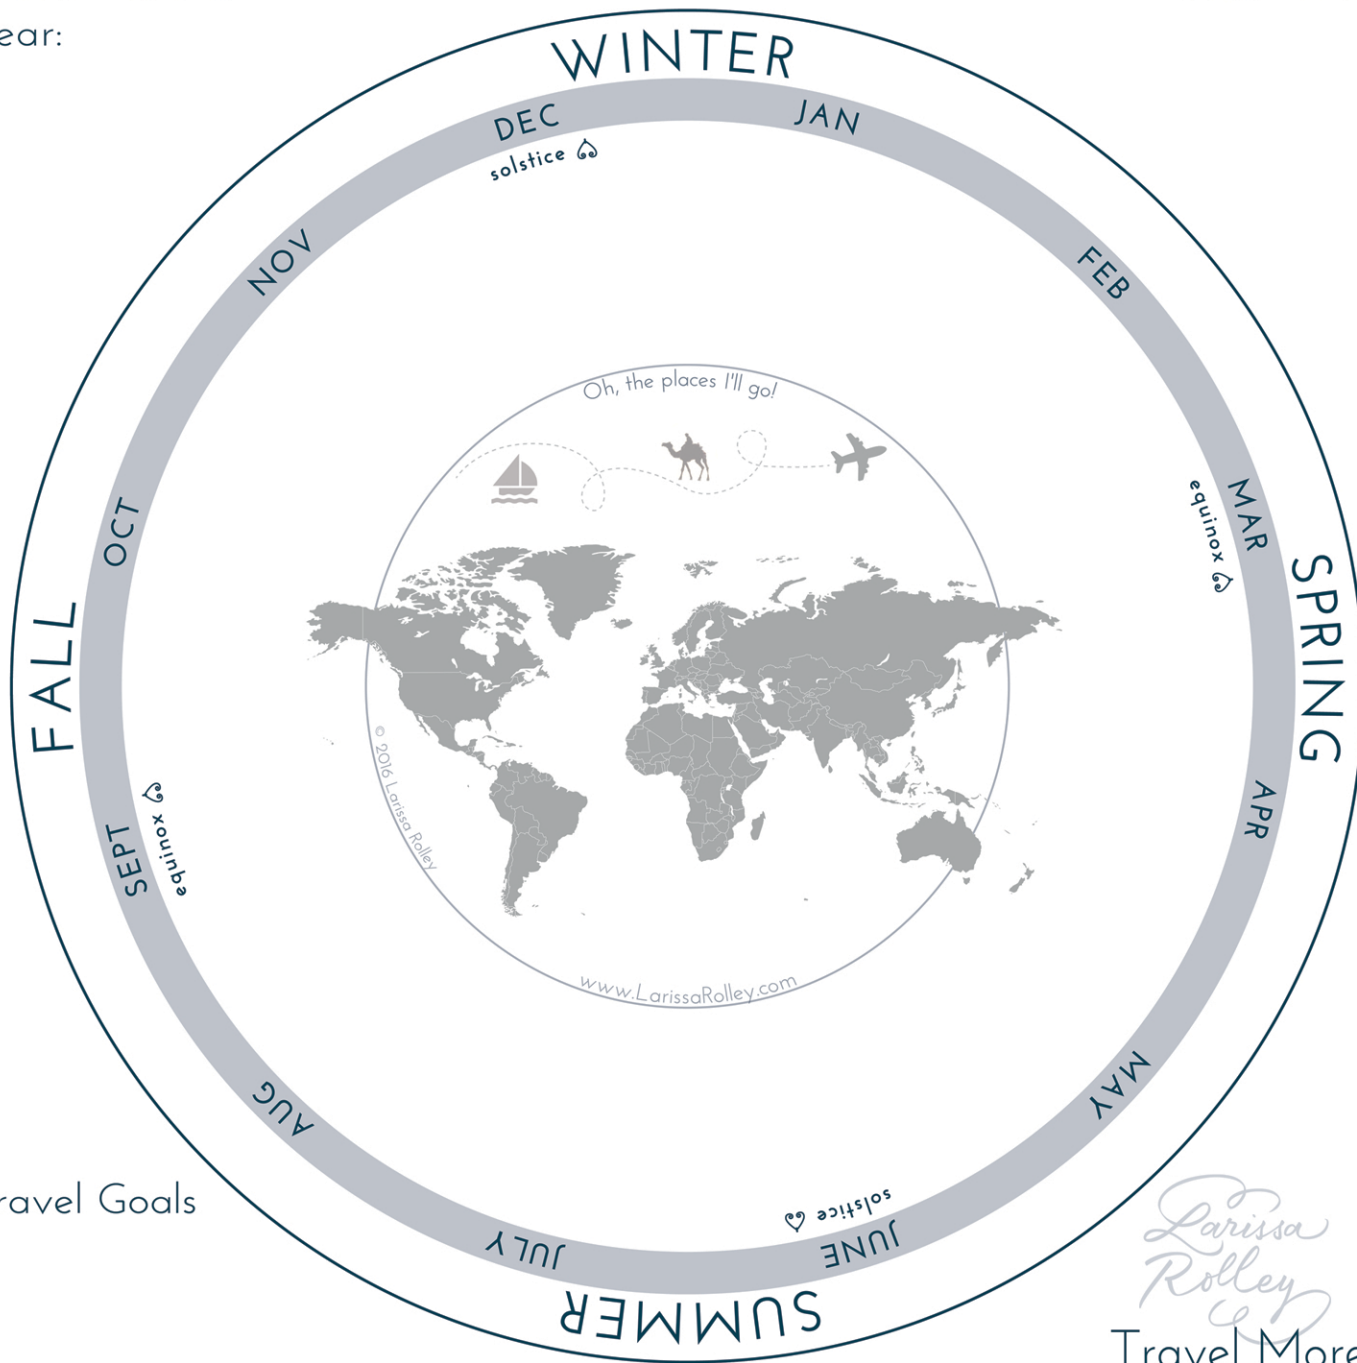 ear:
WINTER
DEC
JAN
solstice
NOV
FEB
Oh, the places I'll go!
OCT
MAR
equinox
FALL
SPRING
© 2016 Larissa Rolley
SEPT
equinox
APR
www.LarissaRolley.com
AUG
MAY
ravel Goals
solstice
JULY
JUNE
SUMMER
Larissa
Rolley
Travel More